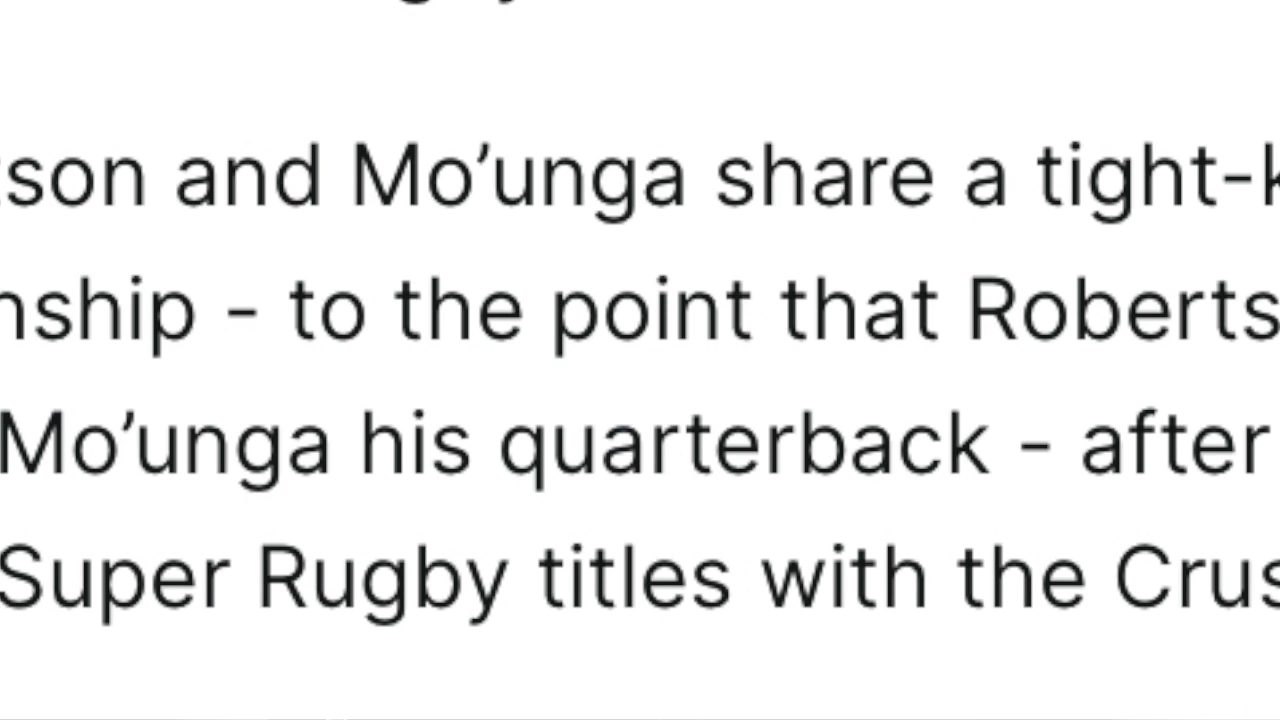 tson and Mo’unga share a tight-k
nship - to the point that Roberts
Mo’unga his quarterback - after
Super Rugby titles with the Crus